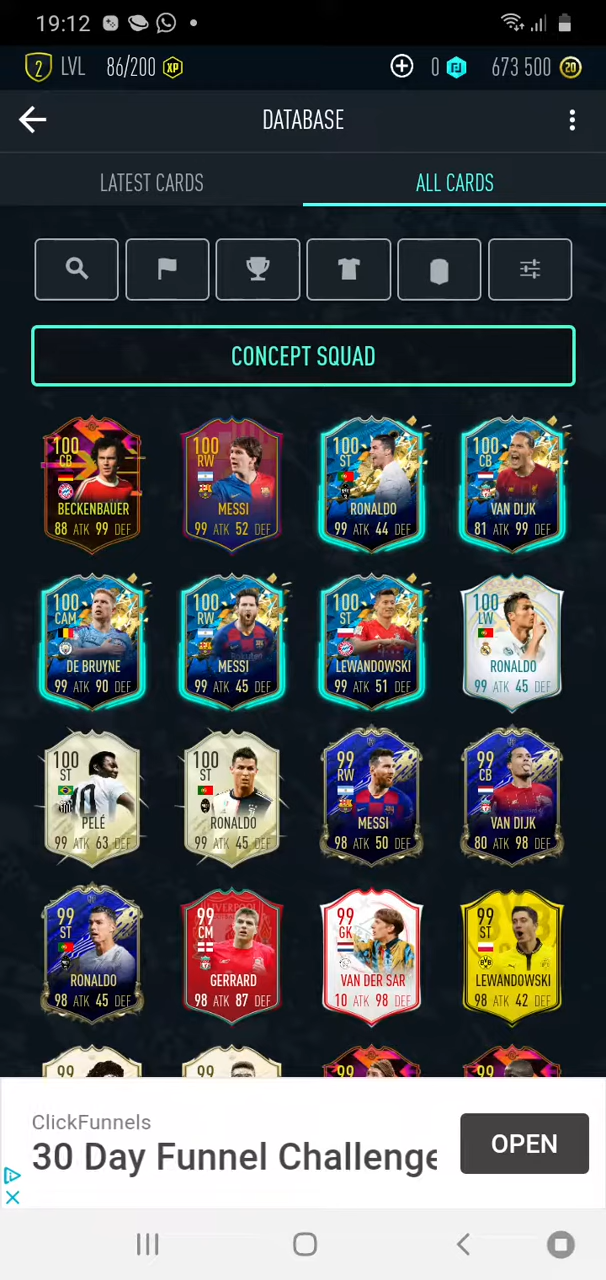 19:12
2 LVL 86/200 XP 0 673 500 20
DATABASE
LATEST CARDS ALL CARDS
CONCEPT SQUAD
100 CB BECKENBAUER 88 ATK 99 DEF
100 RW MESSI 99 ATK 52 DEF
100 ST RONALDO 99 ATK 44 DEF
100 CB VAN DIJK 81 ATK 99 DEF
100 CAM DE BRUYNE 99 ATK 90 DEF
100 RW MESSI 99 ATK 45 DEF
100 ST LEWANDOWSKI 99 ATK 51 DEF
100 LW RONALDO 99 ATK 45 DEF
100 ST PELÉ 99 ATK 63 DEF
100 ST RONALDO 99 ATK 45 DEF
99 RW MESSI 98 ATK 50 DEF
99 CB VAN DIJK 80 ATK 98 DEF
99 ST RONALDO 98 ATK 45 DEF
99 CM GERRARD 98 ATK 87 DEF
99 GK VAN DER SAR 10 ATK 98 DEF
99 ST LEWANDOWSKI 98 ATK 42 DEF
99 99 99 99
ClickFunnels
30 Day Funnel Challenge
OPEN